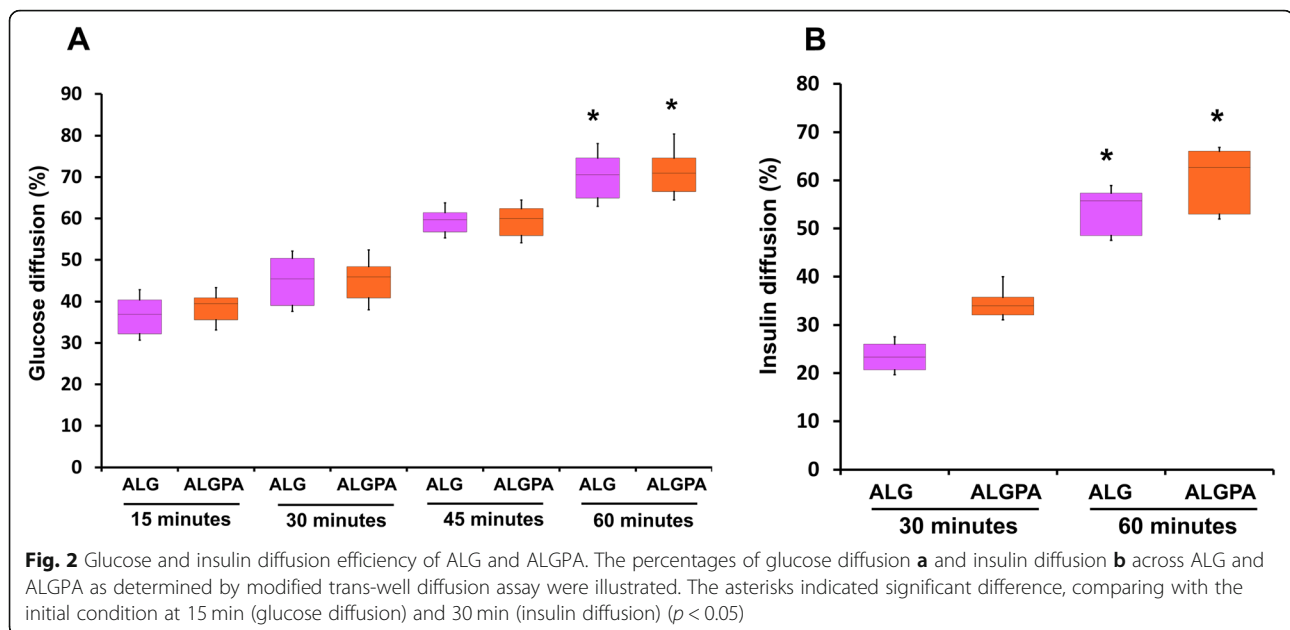 A
Glucose diffusion (%)
90
80
70
60
50
40
30
20
10
0
* *
ALG ALGPA ALG ALGPA ALG ALGPA ALG ALGPA
15 minutes 30 minutes 45 minutes 60 minutes
B
Insulin diffusion (%)
80
70
60
50
40
30
20
10
0
* *
ALG ALGPA ALG ALGPA
30 minutes 60 minutes
Fig. 2 Glucose and insulin diffusion efficiency of ALG and ALGPA. The percentages of glucose diffusion a and insulin diffusion b across ALG and
ALGPA as determined by modified trans-well diffusion assay were illustrated. The asterisks indicated significant difference, comparing with the
initial condition at 15 min (glucose diffusion) and 30 min (insulin diffusion) (p < 0.05)